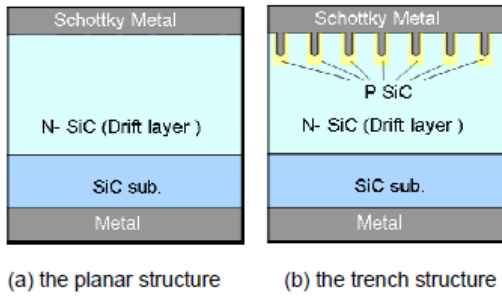 Schottky Metal
N- SiC (Drift layer )
SiC sub.
Metal
(a) the planar structure
Schottky Metal
P SiC
N- SiC (Drift layer )
SiC sub.
Metal
(b) the trench structure